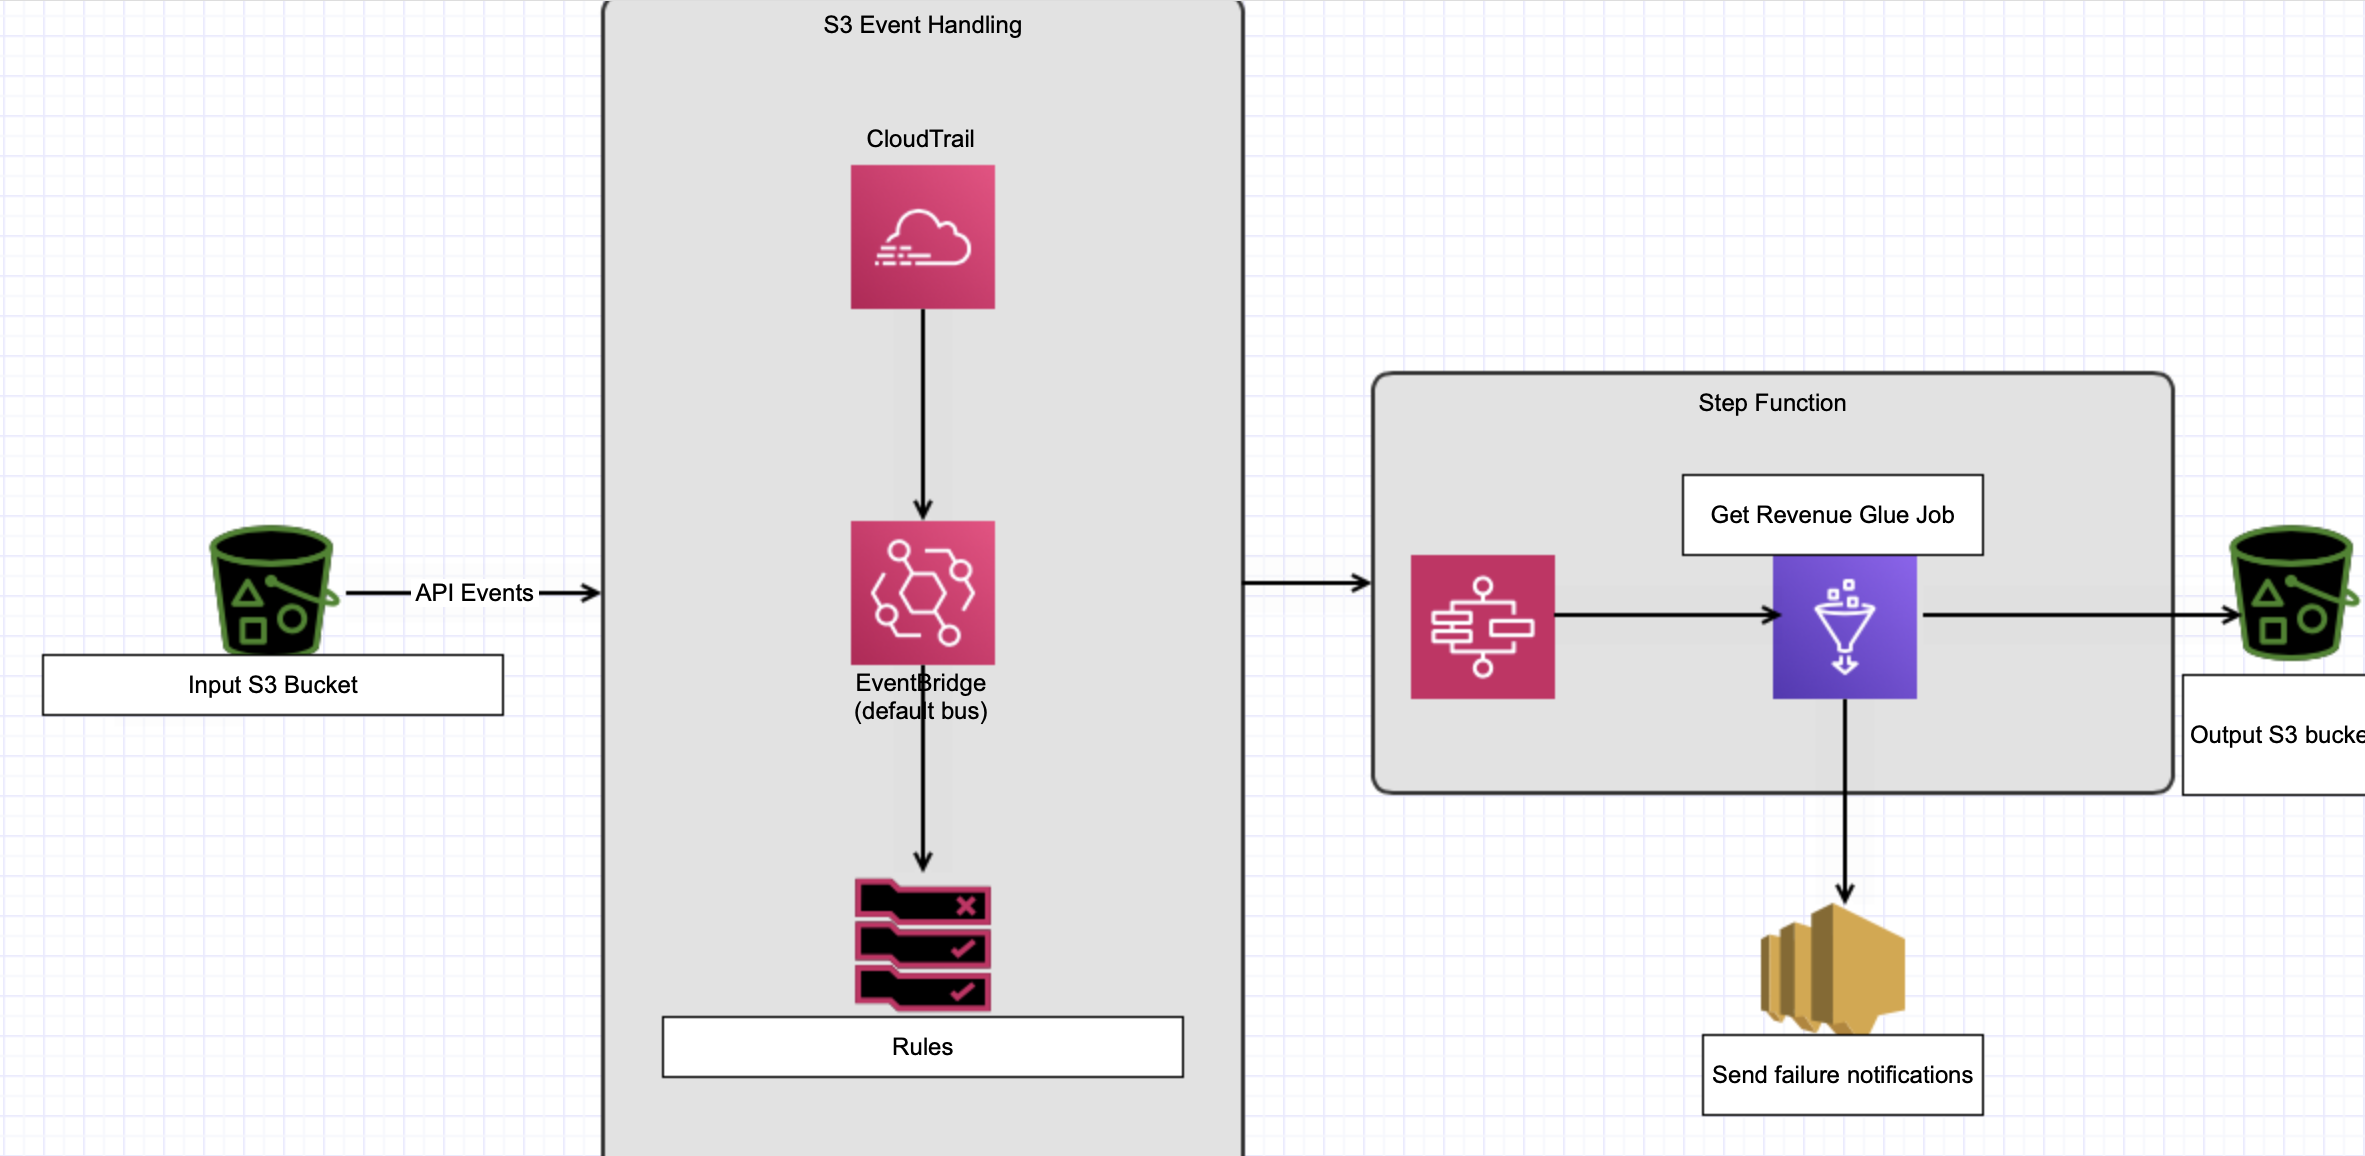 S3 Event Handling
CloudTrail
API Events
Input S3 Bucket
EventBridge
(default bus)
Rules
Step Function
Get Revenue Glue Job
Output S3 bucke
Send failure notifications